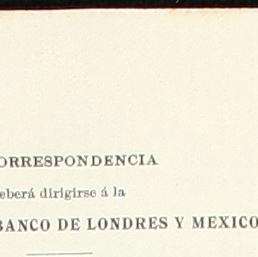 ORRESPONDENCIA
eberá dirigirse á la
BANCO DE LONDRES Y MEXICO